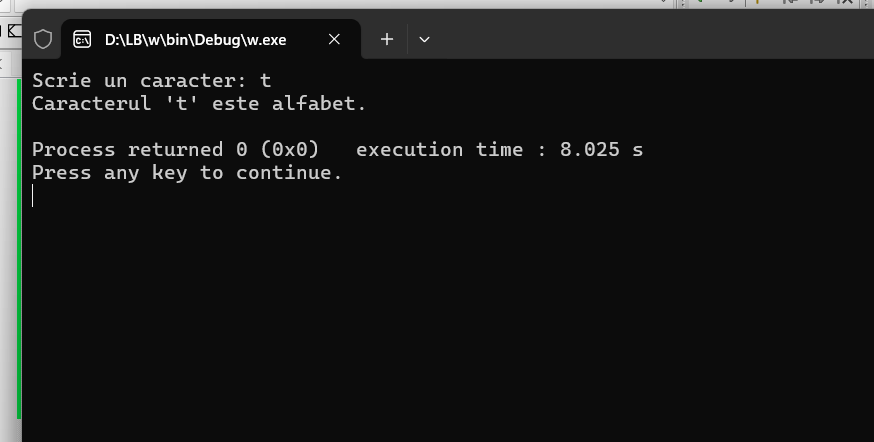 D:\LB\w\bin\Debug\w.exe
Scrie un caracter: t
Caracterul 't' este alfabet.
Process returned 0 (0x0)   execution time : 8.025 s
Press any key to continue.